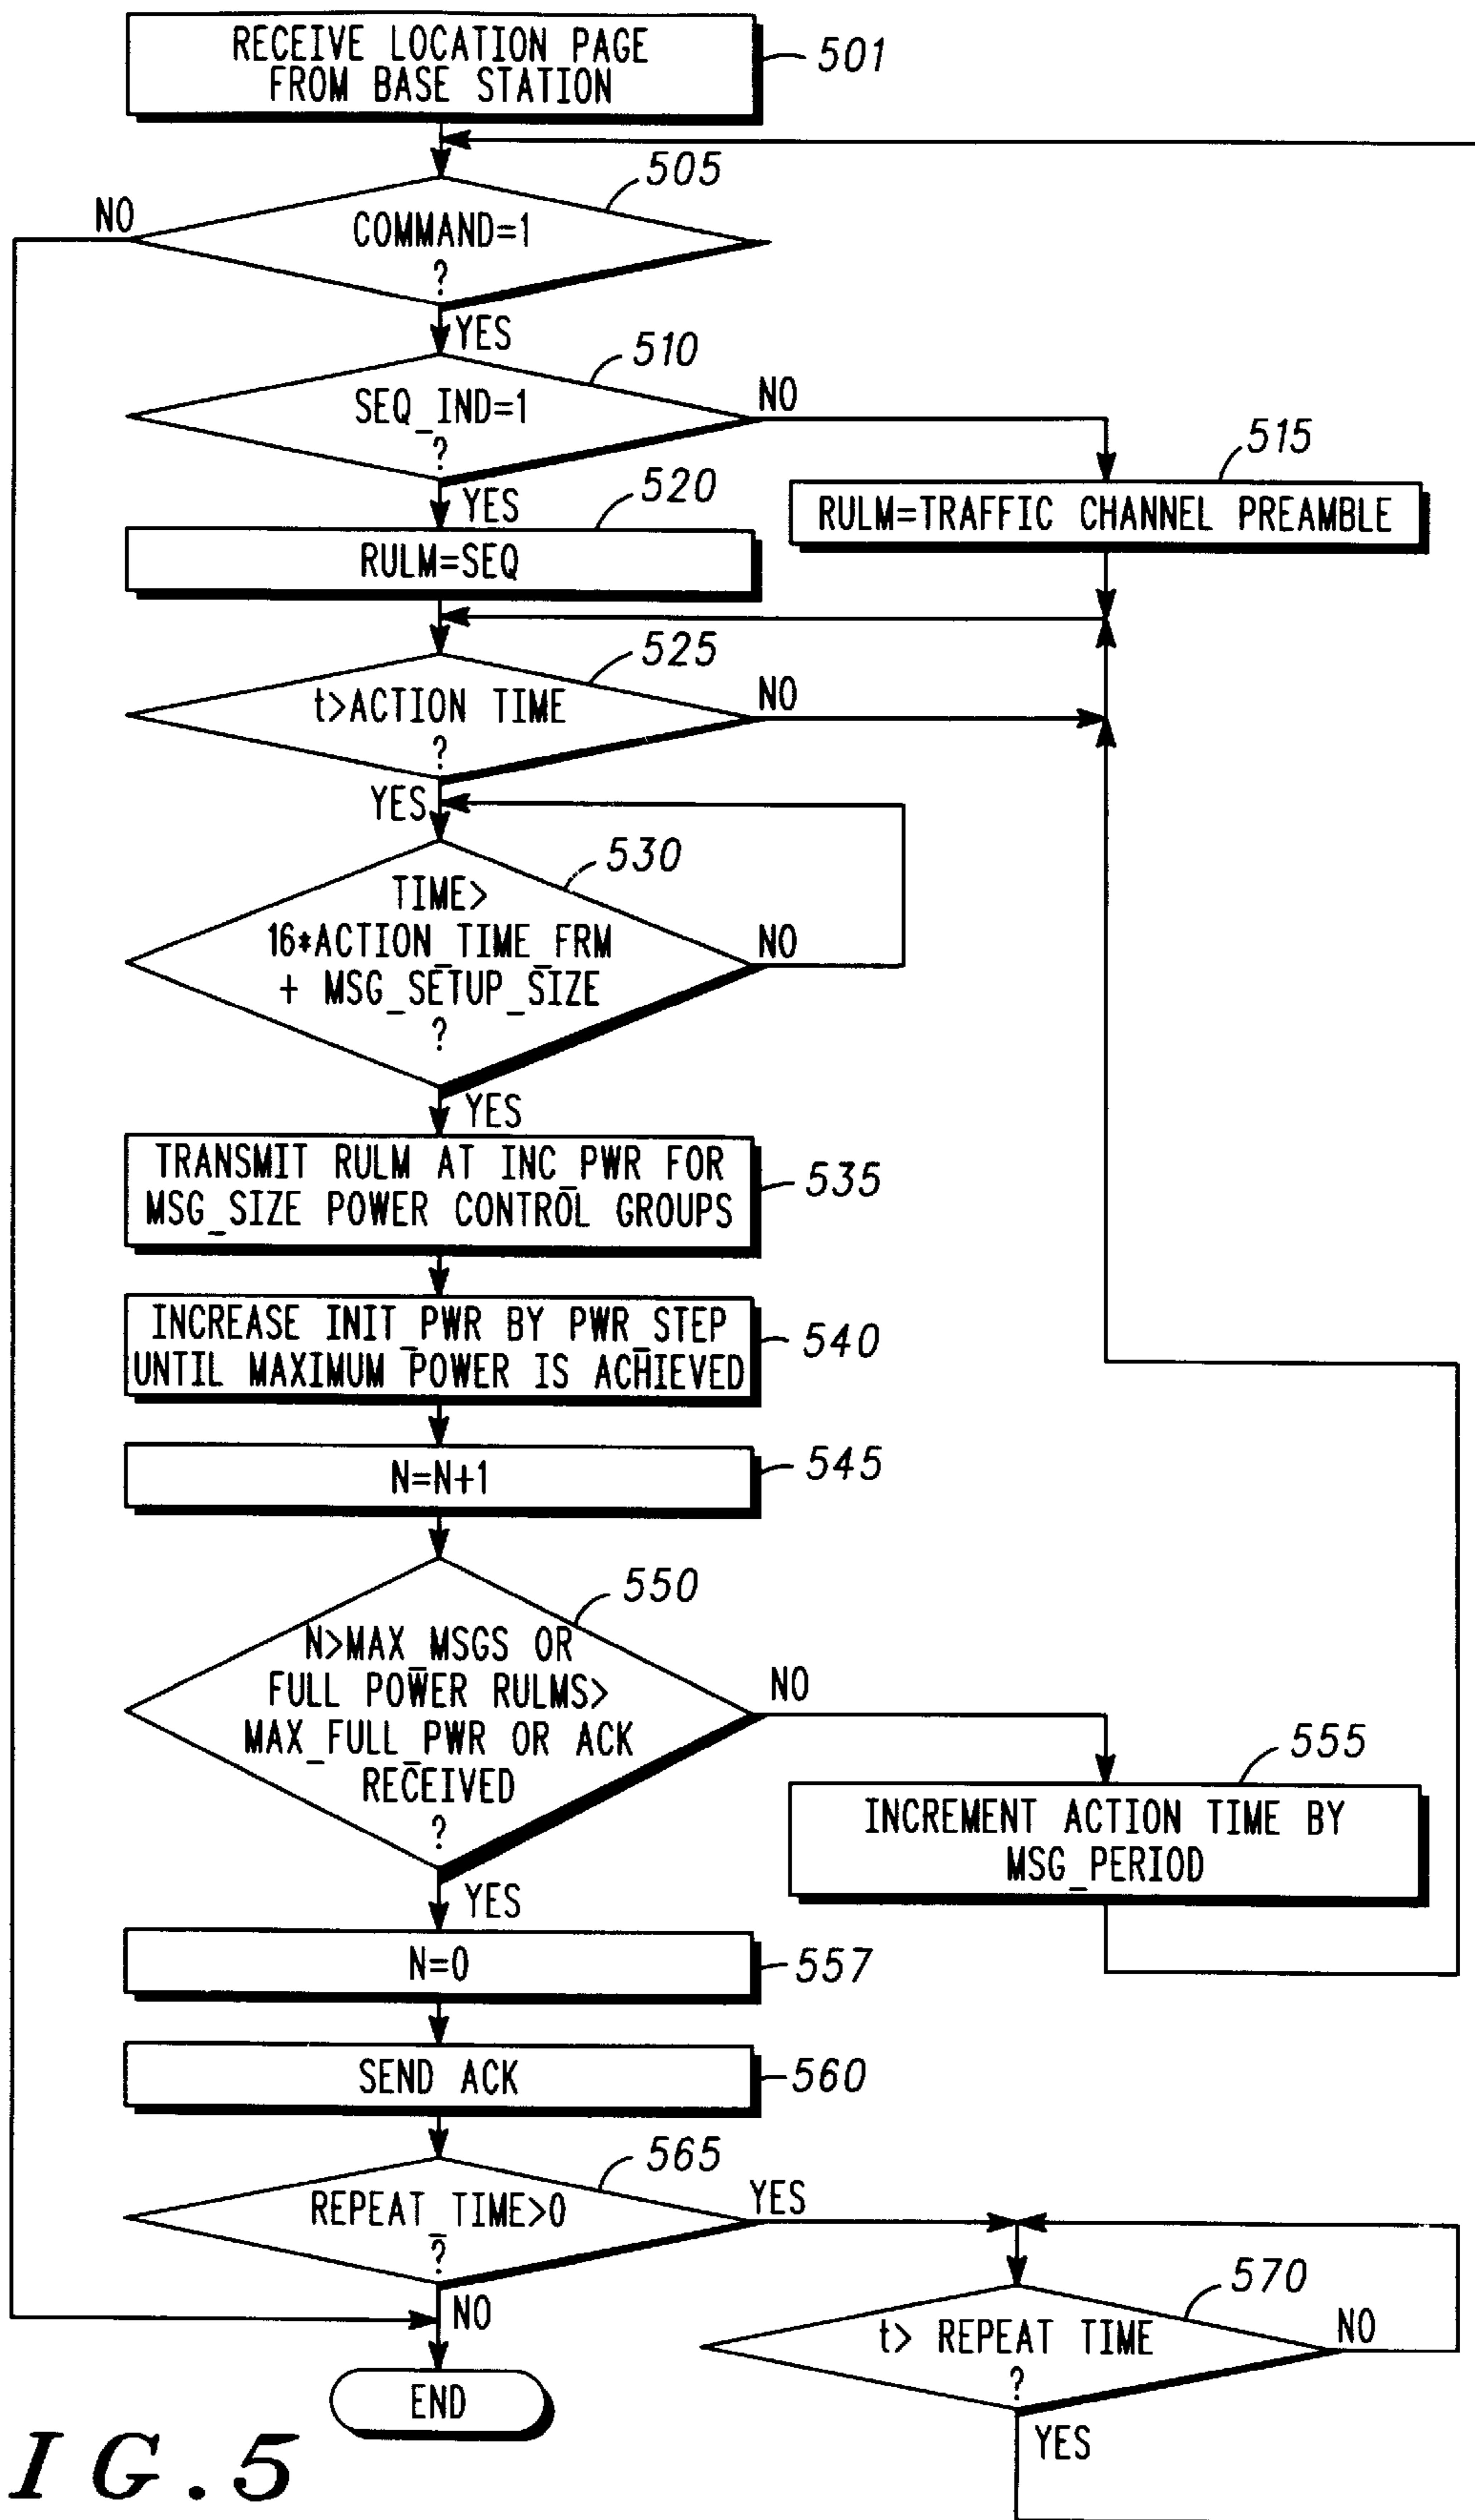 RECEIVE LOCATION PAGE
FROM BASE STATION
501
505
NO
COMMAND=1
?
YES
510
SEQ_IND=1
?
NO
515
YES
520
RULM=TRAFFIC CHANNEL PREAMBLE
RULM=SEQ
525
t>ACTION TIME
?
NO
YES
530
TIME>
16*ACTION_TIME_FRM
+ MSG_SETUP_SIZE
?
NO
YES
TRANSMIT RULM AT INC_PWR FOR
MSG_SIZE POWER CONTROL GROUPS
535
INCREASE INIT_PWR BY PWR_STEP
UNTIL MAXIMUM POWER IS ACHIEVED
540
N=N+1
545
550
N>MAX_MSGS OR
FULL POWER RULMS>
MAX_FULL_PWR OR ACK
RECEIVED
?
NO
555
INCREMENT ACTION TIME BY
MSG_PERIOD
YES
N=0
557
SEND ACK
560
565
REPEAT_TIME>0
?
YES
NO
570
t> REPEAT TIME
?
NO
END
YES
IG.5